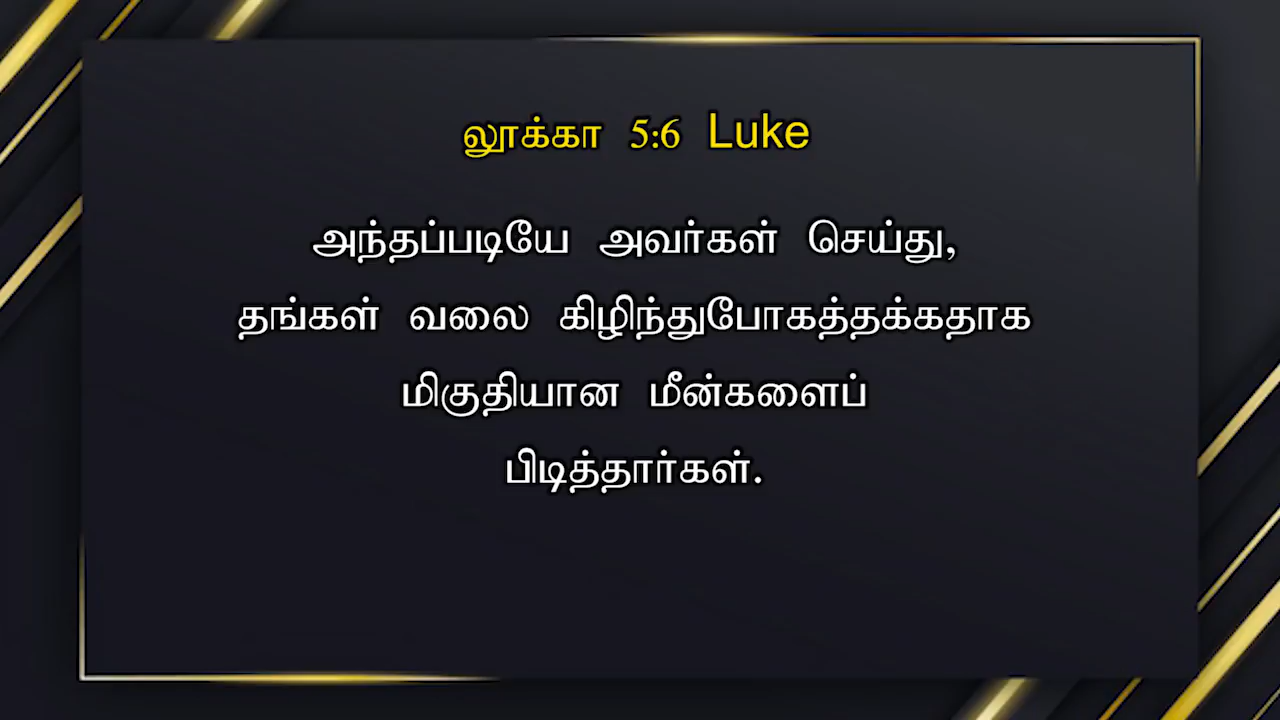 லூக்கா 5:6 Luke
அந்தப்படியே அவர்கள் செய்து,
தங்கள் வலை கிழிந்துபோகத்தக்கதாக
மிகுதியான மீன்களைப்
பிடித்தார்கள்.